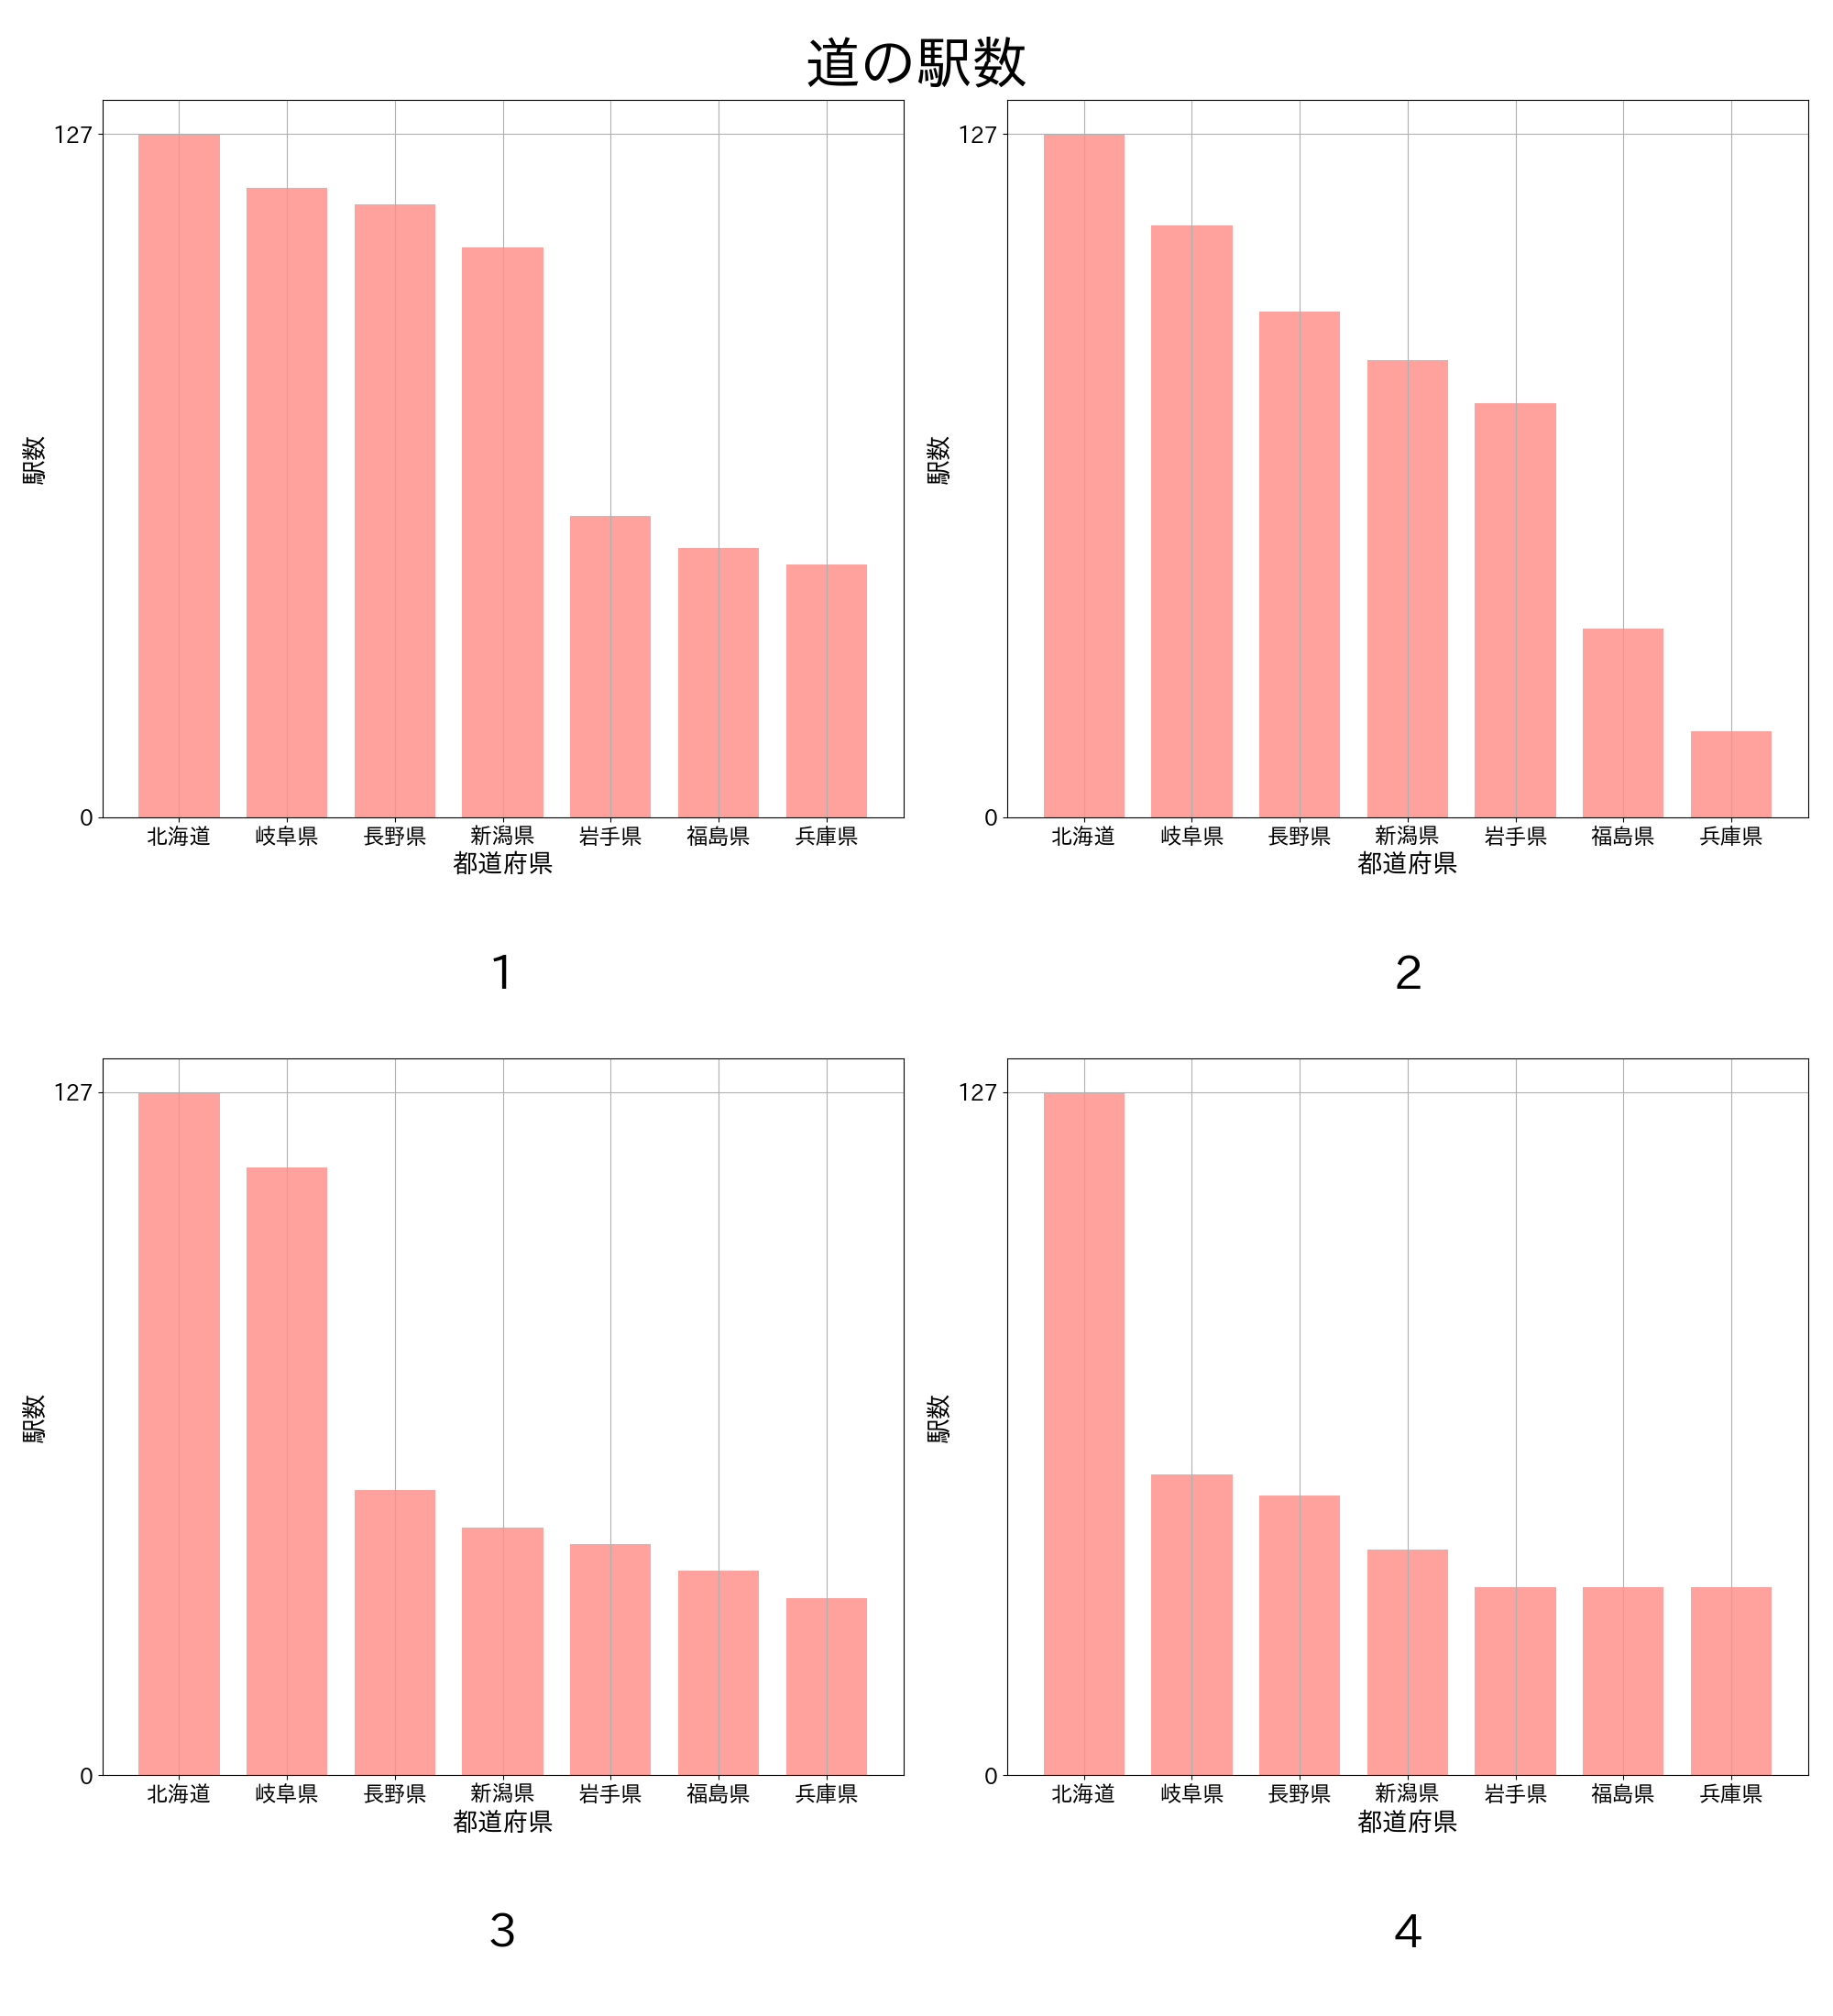 道の駅数
127
0
駅数
北海道 岐阜県 長野県 新潟県 岩手県 福島県 兵庫県
都道府県
1
127
0
駅数
北海道 岐阜県 長野県 新潟県 岩手県 福島県 兵庫県
都道府県
2
127
0
駅数
北海道 岐阜県 長野県 新潟県 岩手県 福島県 兵庫県
都道府県
3
127
0
駅数
北海道 岐阜県 長野県 新潟県 岩手県 福島県 兵庫県
都道府県
4